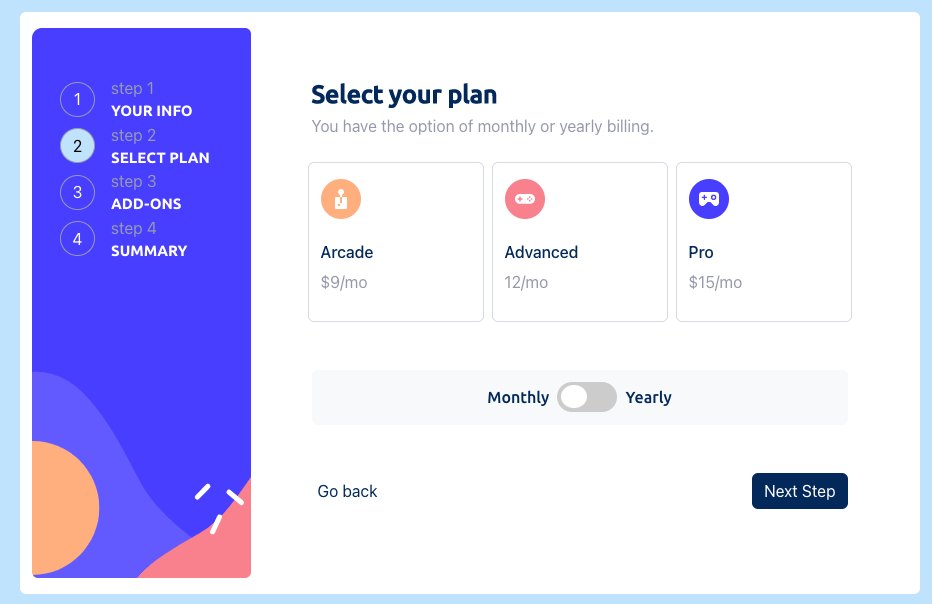 1
step 1
YOUR INFO
2
step 2
SELECT PLAN
3
step 3
ADD-ONS
4
step 4
SUMMARY
Select your plan
You have the option of monthly or yearly billing.
Arcade
$9/mo
Advanced
12/mo
Pro
$15/mo
Monthly Yearly
Go back
Next Step